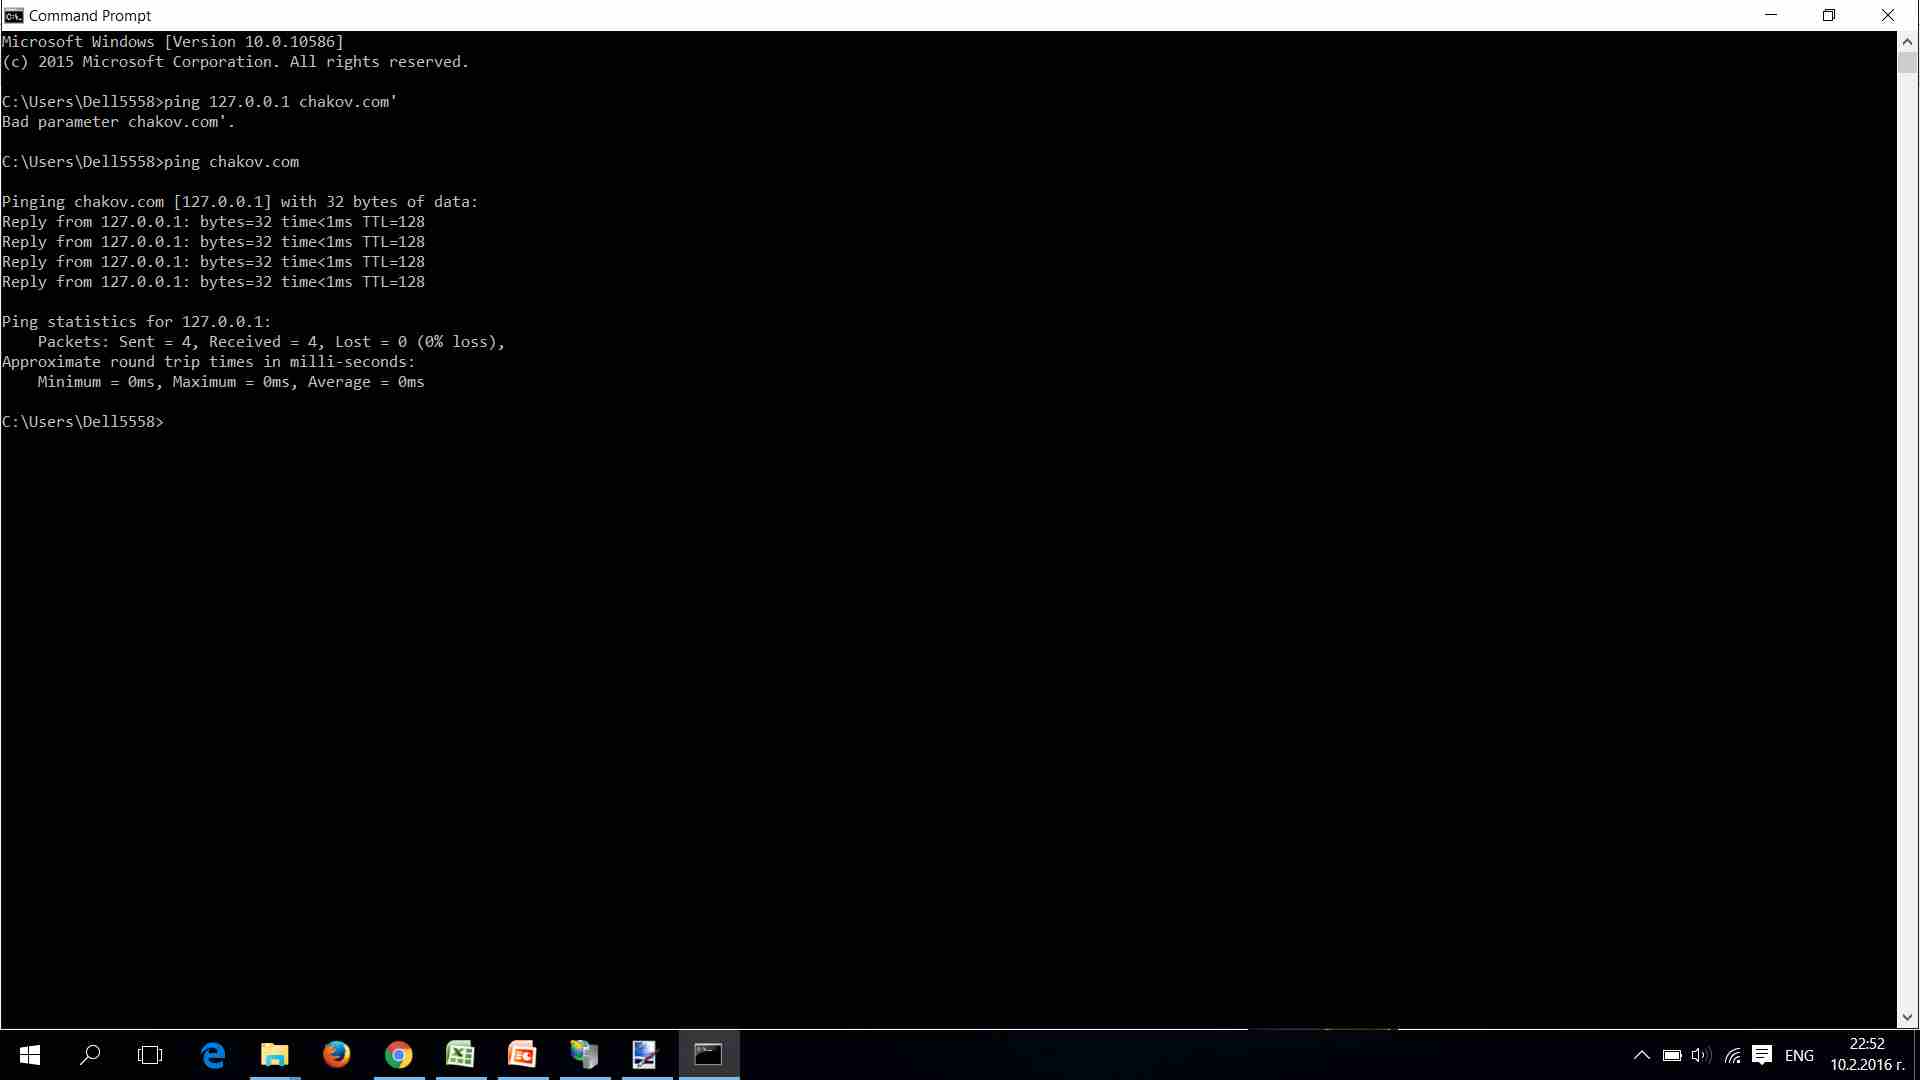 Command Prompt
Microsoft Windows [Version 10.0.10586]
(c) 2015 Microsoft Corporation. All rights reserved.
C:\Users\Dell5558>ping 127.0.0.1 chakov.com'
Bad parameter chakov.com'.
C:\Users\Dell5558>ping chakov.com
Pinging chakov.com [127.0.0.1] with 32 bytes of data:
Reply from 127.0.0.1: bytes=32 time<1ms TTL=128
Reply from 127.0.0.1: bytes=32 time<1ms TTL=128
Reply from 127.0.0.1: bytes=32 time<1ms TTL=128
Reply from 127.0.0.1: bytes=32 time<1ms TTL=128
Ping statistics for 127.0.0.1:
    Packets: Sent = 4, Received = 4, Lost = 0 (0% loss),
Approximate round trip times in milli-seconds:
    Minimum = 0ms, Maximum = 0ms, Average = 0ms
C:\Users\Dell5558>
ENG
22:52
10.2.2016 г.